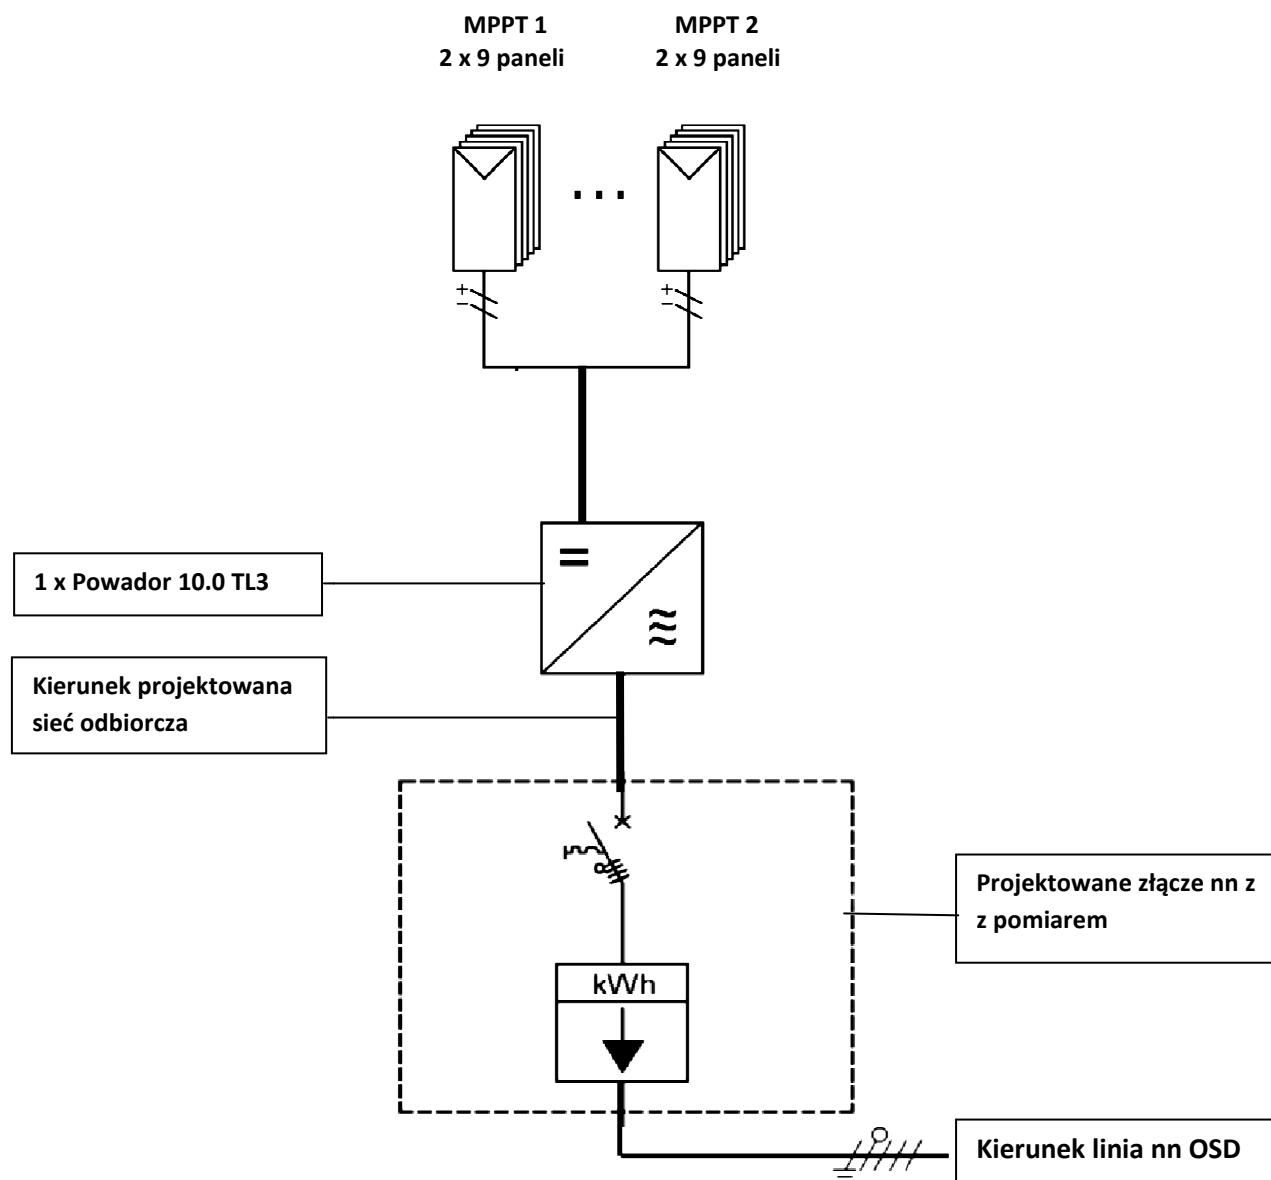 MPPT 1
2 x 9 paneli
MPPT 2
2 x 9 paneli
+
−
+
−
=
1 x Powador 10.0 TL3
Kierunek projektowana
sieć odbiorcza
kWh
Projektowane złącze nn z
z pomiarem
Kierunek linia nn OSD